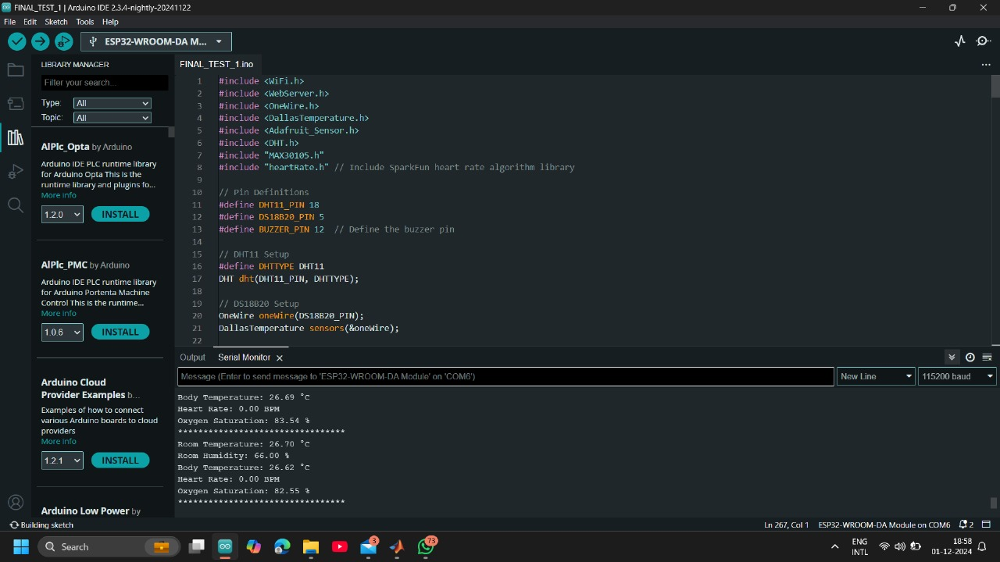 FINAL_TEST_1 | Arduino IDE 2.3.4-nightly-20241122
File Edit Sketch Tools Help
ESP32-WROOM-DA M...
LIBRARY MANAGER
Filter your search...
Type: All
Topic: All
AlPlc_Opta by Arduino
Arduino IDE PLC runtime library
for Arduino Opta This is the
runtime library and plugins fo...
More info
1.2.0 INSTALL
AlPlc_PMC by Arduino
Arduino IDE PLC runtime library
for Arduino Portenta Machine
Control This is the runtime...
More info
1.0.6 INSTALL
Arduino Cloud
Provider Examples b...
Examples of how to connect
various Arduino boards to cloud
providers
More info
1.2.1 INSTALL
Arduino Low Power by
FINAL_TEST_1.ino
1 #include <WiFi.h>
2 #include <WebServer.h>
3 #include <OneWire.h>
4 #include <DallasTemperature.h>
5 #include <Adafruit_Sensor.h>
6 #include <DHT.h>
7 #include "MAX30105.h"
8 #include "heartRate.h" // Include SparkFun heart rate algorithm library
9
10 // Pin Definitions
11 #define DHT11_PIN 18
12 #define DS18B20_PIN 5
13 #define BUZZER_PIN 12 // Define the buzzer pin
14
15 // DHT11 Setup
16 #define DHTTYPE DHT11
17 DHT dht(DHT11_PIN, DHTTYPE);
18
19 // DS18B20 Setup
20 OneWire oneWire(DS18B20_PIN);
21 DallasTemperature sensors(&oneWire);
22
Output Serial Monitor
Message (Enter to send message to 'ESP32-WROOM-DA Module' on 'COM6')
New Line 115200 baud
Body Temperature: 26.69 °C
Heart Rate: 0.00 BPM
Oxygen Saturation: 83.54 %
*********************************
Room Temperature: 26.70 °C
Room Humidity: 66.00 %
Body Temperature: 26.62 °C
Heart Rate: 0.00 BPM
Oxygen Saturation: 82.55 %
*********************************
Building sketch
Ln 267, Col 1 ESP32-WROOM-DA Module on COM6 2
Search
3
73
ENG
INTL
18:58
01-12-2024